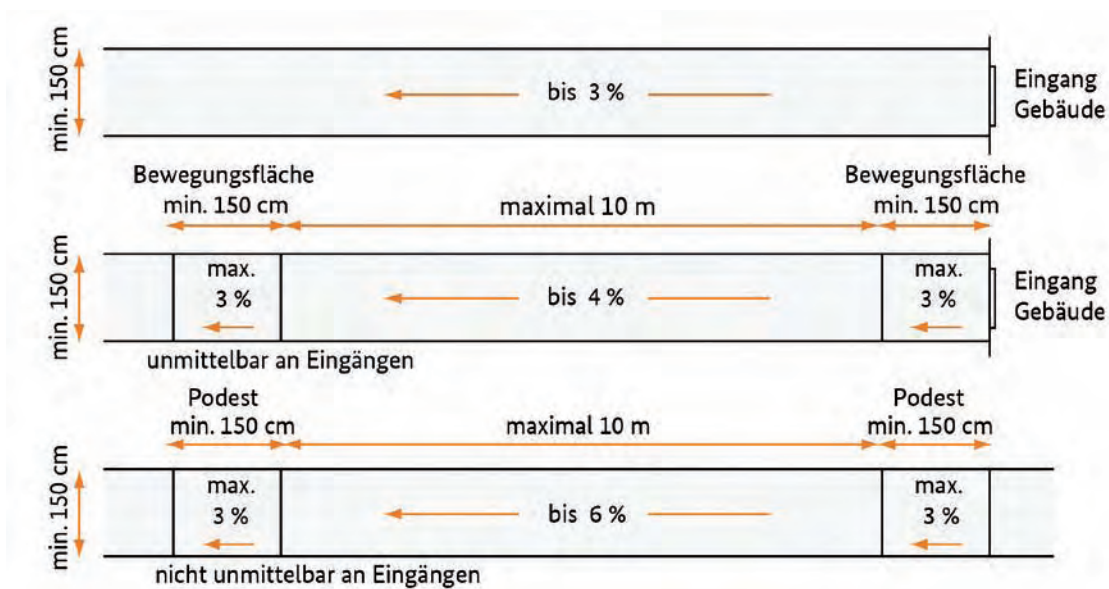 min. 150 cm
bis 3 %
Eingang
Gebäude
Bewegungsfläche
min. 150 cm
maximal 10 m
Bewegungsfläche
min. 150 cm
min. 150 cm
max.
3 %
bis 4 %
max.
3 %
Eingang
Gebäude
unmittelbar an Eingängen
Podest
min. 150 cm
maximal 10 m
Podest
min. 150 cm
min. 150 cm
max.
3 %
bis 6 %
max.
3 %
nicht unmittelbar an Eingängen